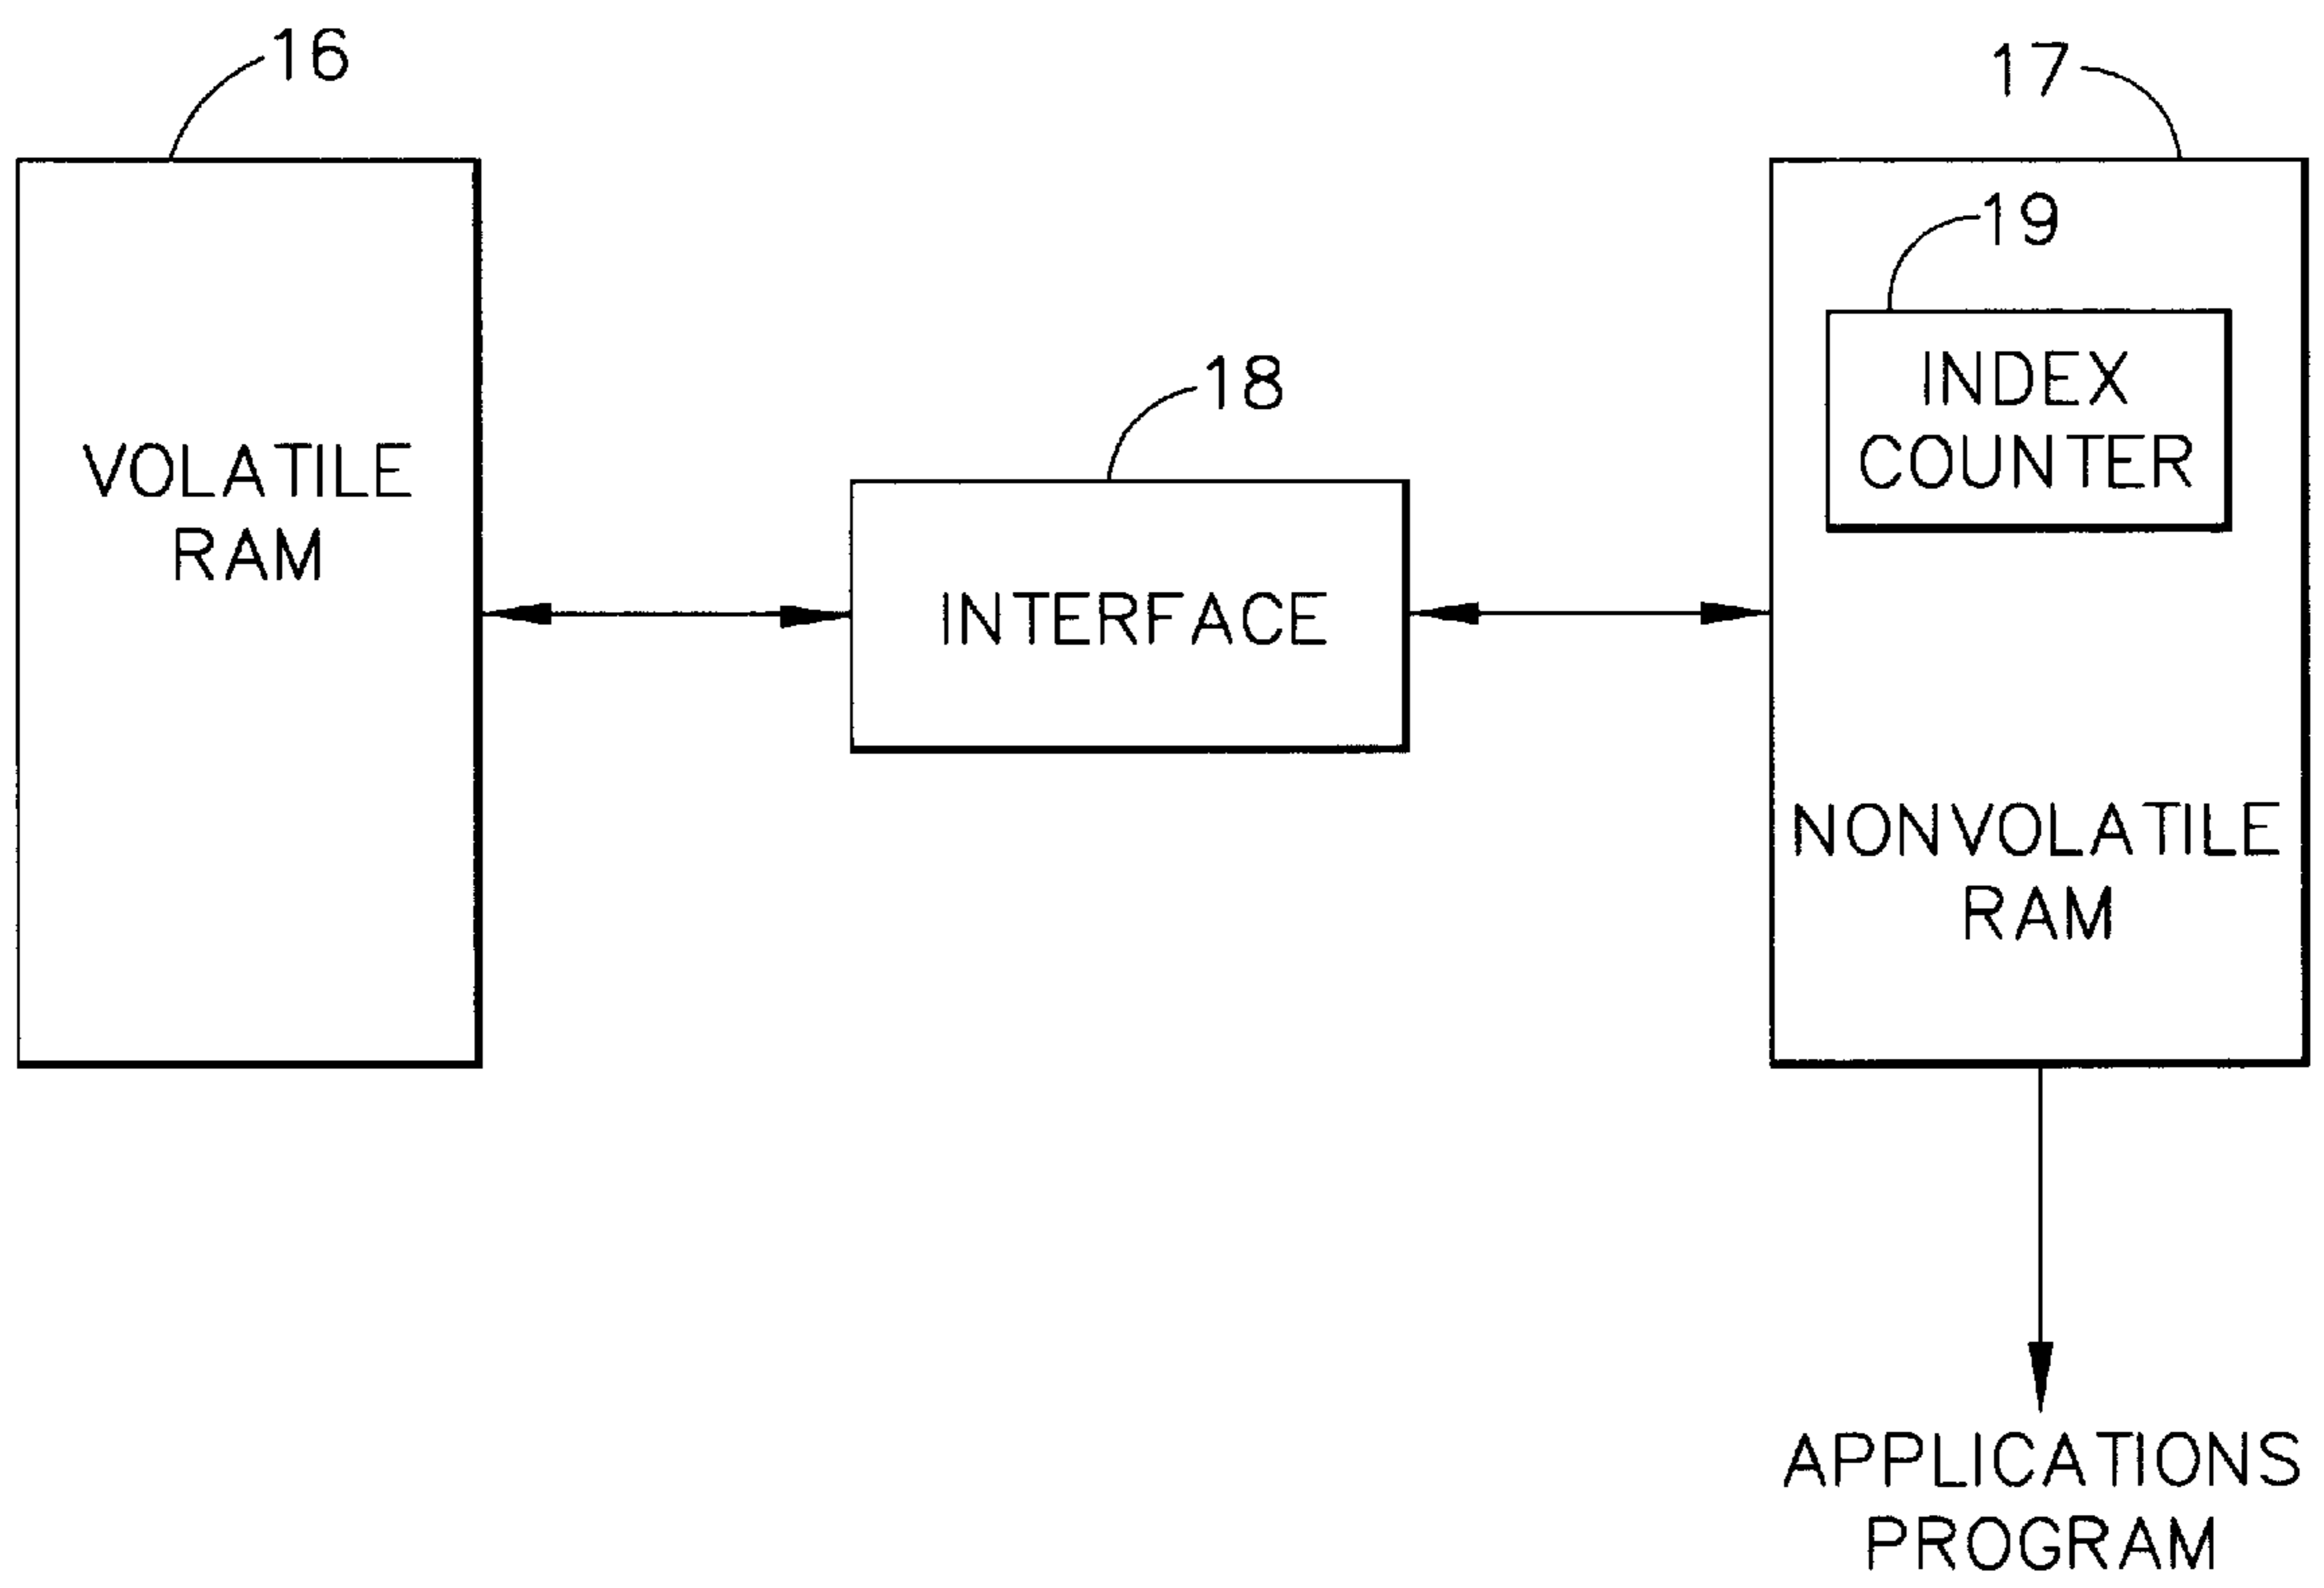 16
17
19
INDEX
COUNTER
18
VOLATILE
RAM
INTERFACE
NONVOLATILE
RAM
APPLICATIONS
PROGRAM